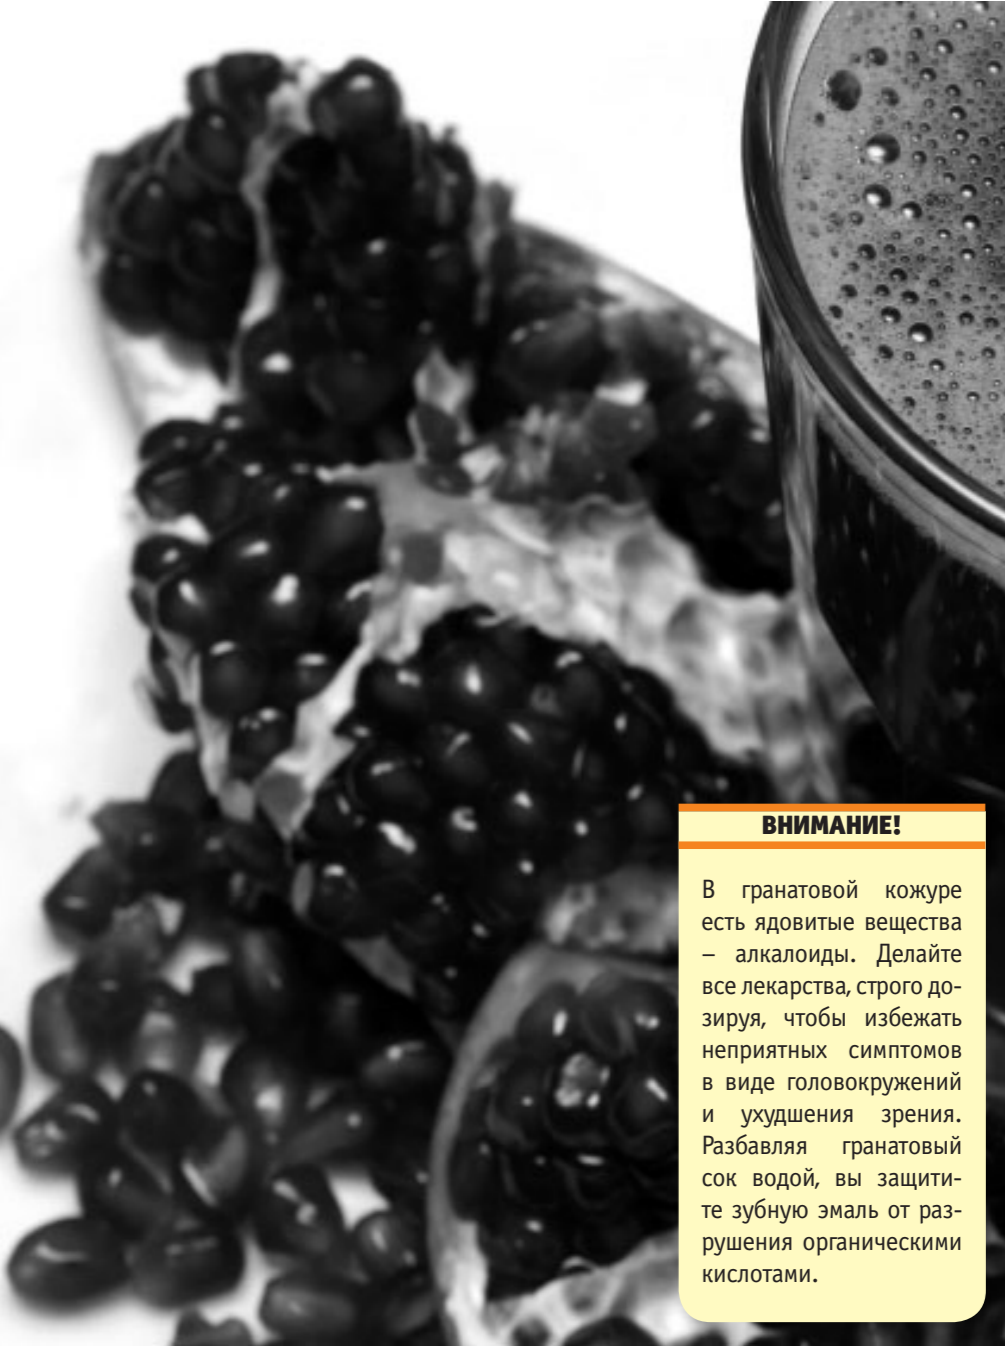 ВНИМАНИЕ!
В гранатовой кожуре
есть ядовитые вещества
– алкалоиды. Делайте
все лекарства, строго до-
зируя, чтобы избежать
неприятных симптомов
в виде головокружений
и ухудшения зрения.
Разбавляя гранатовый
сок водой, вы защити-
те зубную эмаль от раз-
рушения органическими
кислотами.